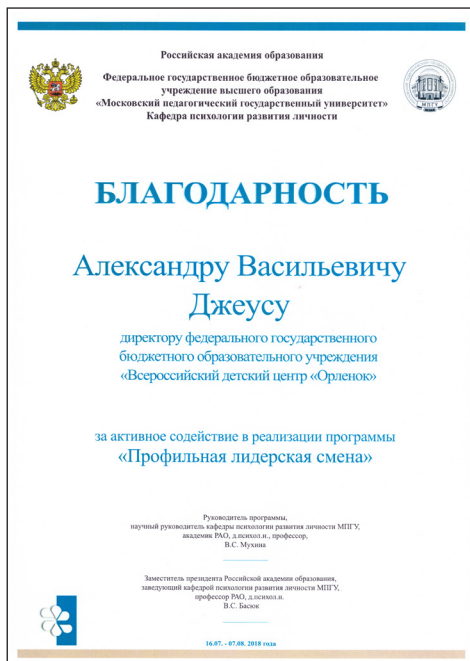 Российская академия образования
Федеральное государственное бюджетное образовательное
учреждение высшего образования
«Московский педагогический государственный университет»
Кафедра психологии развития личности
МПГУ
БЛАГОДАРНОСТЬ
Александру Васильевичу
Джеусу
директору федерального государственного
бюджетного образовательного учреждения
«Всероссийский детский центр «Орленок»
за активное содействие в реализации программы
«Профильная лидерская смена»
Руководитель программы,
научный руководитель кафедры психологии развития личности МПГУ,
академик РАО, д.психол.н., профессор,
В.С. Мухина
Заместитель президента Российской академии образования,
заведующий кафедрой психологии развития личности МПГУ,
профессор РАО, д.психол.н.
В.С. Басюк
16.07. - 07.08. 2018 года